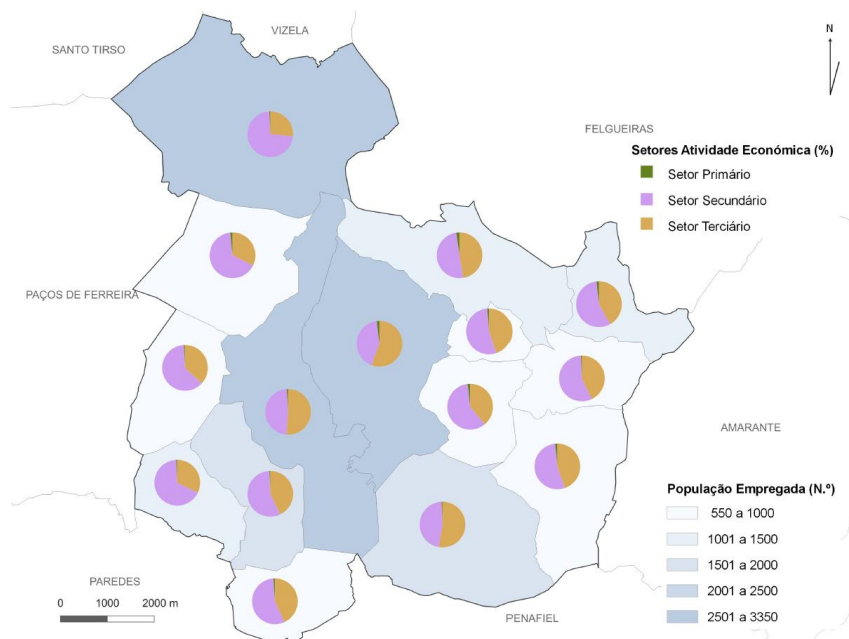 VIZELA
SANTO TIRSO
N
FELGUEIRAS
Setores Atividade Económica (%)
Setor Primário
Setor Secundário
Setor Terciário
PAÇOS DE FERREIRA
AMARANTE
População Empregada (N.º)
550 a 1000
1001 a 1500
1501 a 2000
2001 a 2500
2501 a 3350
PAREDES
0 1000 2000 m
PENAFIEL